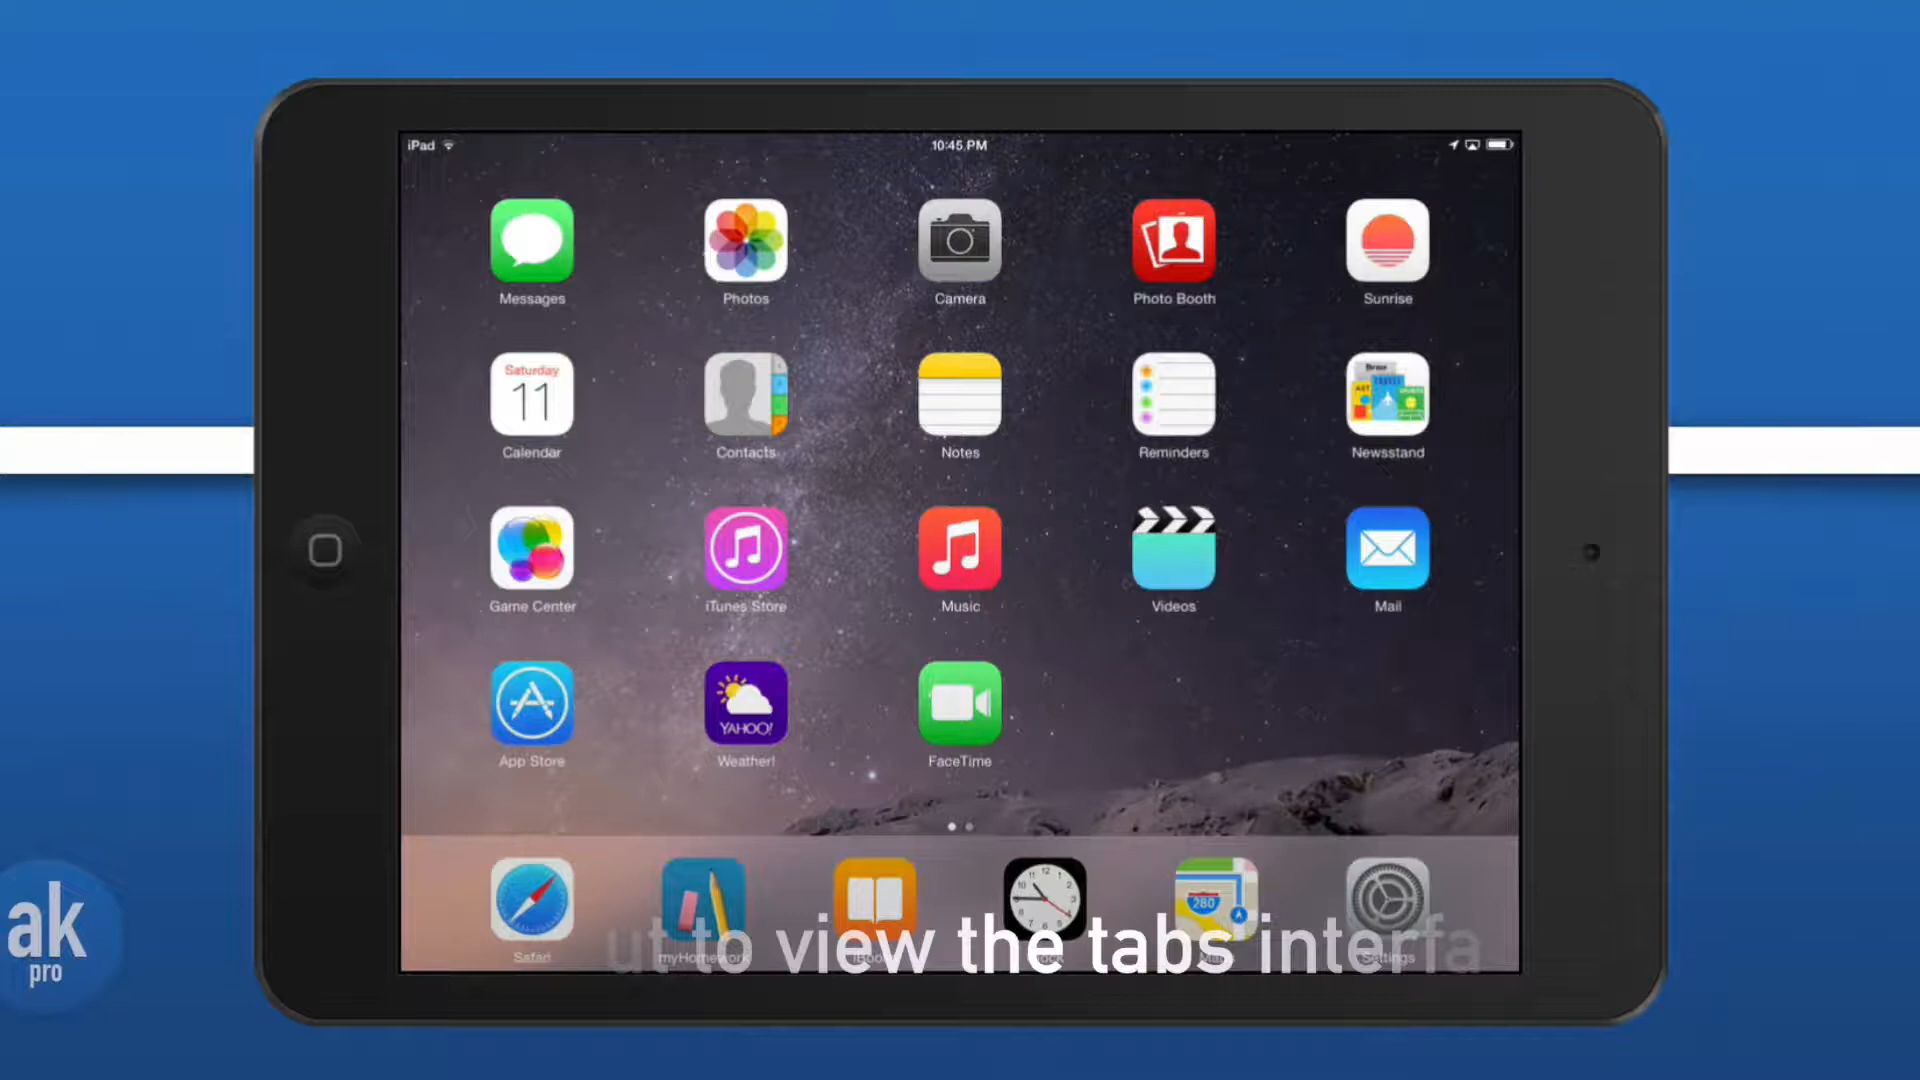 iPad
10:45 PM
Messages
Photos
Camera
Photo Booth
Sunrise
Saturday
11
Calendar
Contacts
Notes
Reminders
Newsstand
Game Center
iTunes Store
Music
Videos
Mail
YAHOO!
App Store
Weather!
FaceTime
280
Safari
myHomework
Settings
ut to view the tabs interfa
ak
pro